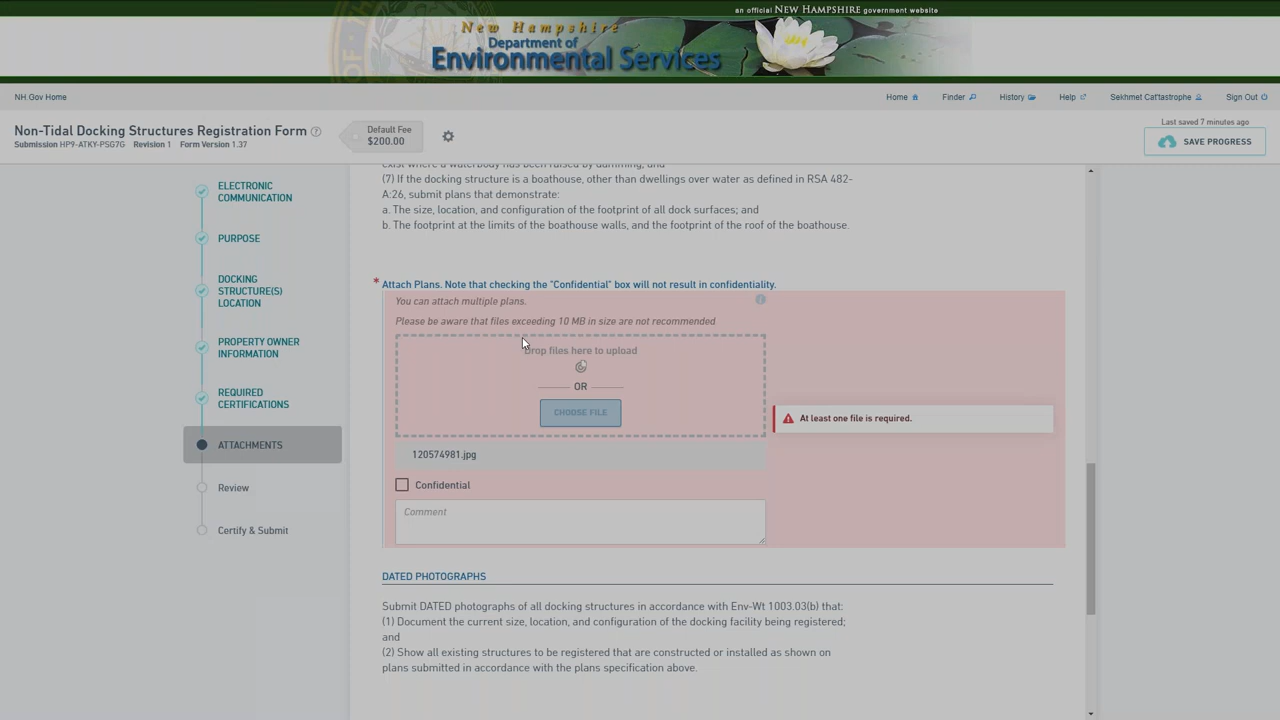 an official NEW HAMPSHIRE government website
New Hampshire
Department of
Environmental Services
NH Gov Home
Home
Finder
History
Help
Sekhmet Cat'tastrophe
Sign Out
Non-Tidal Docking Structures Registration Form
Submission HP9-ATKY-PSG7G Revision 1 Form Version 1.37
Default Fee
$200.00
Last saved 7 minutes ago
SAVE PROGRESS
ELECTRONIC
COMMUNICATION
PURPOSE
DOCKING
STRUCTURE(S)
LOCATION
PROPERTY OWNER
INFORMATION
REQUIRED
CERTIFICATIONS
ATTACHMENTS
Review
Certify & Submit
exist where a waterbody has been raised by damming; and
(7) If the docking structure is a boathouse, other than dwellings over water as defined in RSA 482-
A:26, submit plans that demonstrate:
a. The size, location, and configuration of the footprint of all dock surfaces; and
b. The footprint at the limits of the boathouse walls, and the footprint of the roof of the boathouse.
* Attach Plans. Note that checking the "Confidential" box will not result in confidentiality.
You can attach multiple plans.
Please be aware that files exceeding 10 MB in size are not recommended
Drop files here to upload
OR
CHOOSE FILE
At least one file is required.
120574981.jpg
Confidential
Comment
DATED PHOTOGRAPHS
Submit DATED photographs of all docking structures in accordance with Env-Wt 1003.03(b) that:
(1) Document the current size, location, and configuration of the docking facility being registered;
and
(2) Show all existing structures to be registered that are constructed or installed as shown on
plans submitted in accordance with the plans specification above.